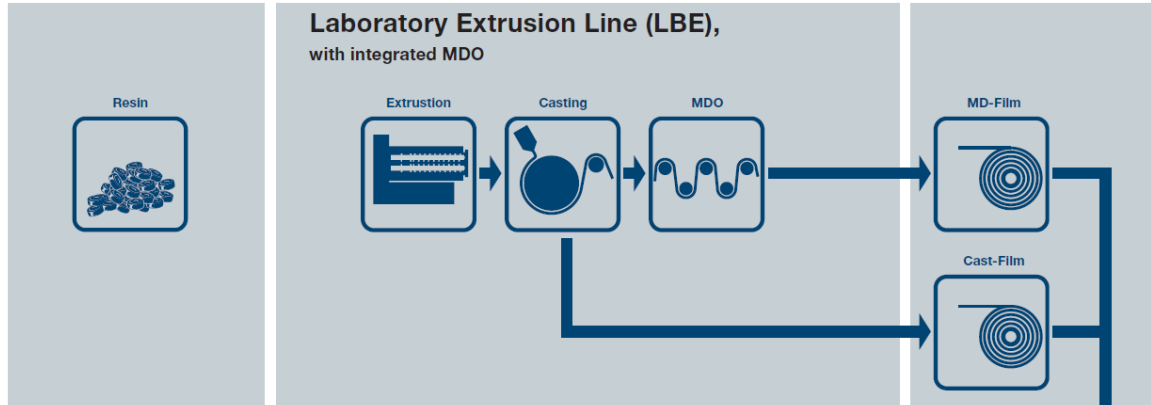 Laboratory Extrusion Line (LBE),
with integrated MDO
Resin
Extrustion
Casting
MDO
MD-Film
Cast-Film